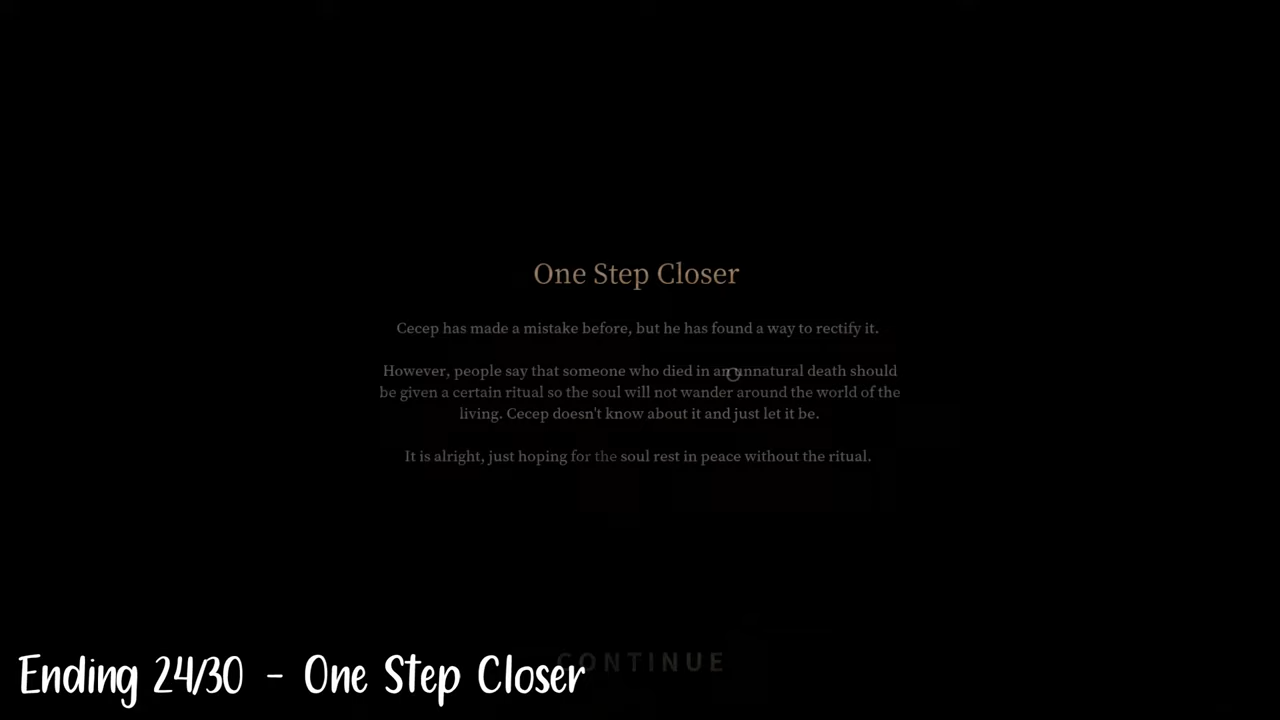 One Step Closer
Cecep has made a mistake before, but he has found a way to rectify it.
However, people say that someone who died in an unnatural death should
be given a certain ritual so the soul will not wander around the world of the
living. Cecep doesn't know about it and just let it be.
It is alright, just hoping for the soul rest in peace without the ritual.
CONTINUE
Ending 24/30 - One Step Closer